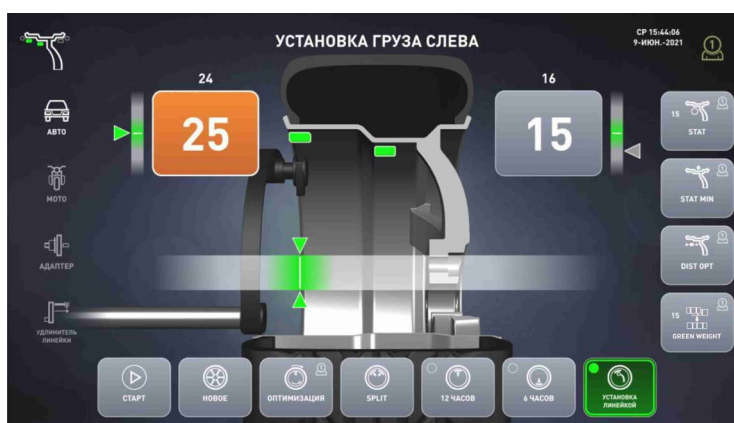 УСТАНОВКА ГРУЗА СЛЕВА
СР 15:44:06
9-ИЮН.-2021
1
24
25
16
15
АВТО
МОТО
АДАПТЕР
УДЛИНИТЕЛЬ
ЛИНЕЙКИ
15
STAT
STAT MIN
DIST OPT
15
GREEN WEIGHT
СТАРТ
НОВОЕ
ОПТИМИЗАЦИЯ
SPLIT
12 ЧАСОВ
6 ЧАСОВ
УСТАНОВКА
ЛИНЕЙКОЙ